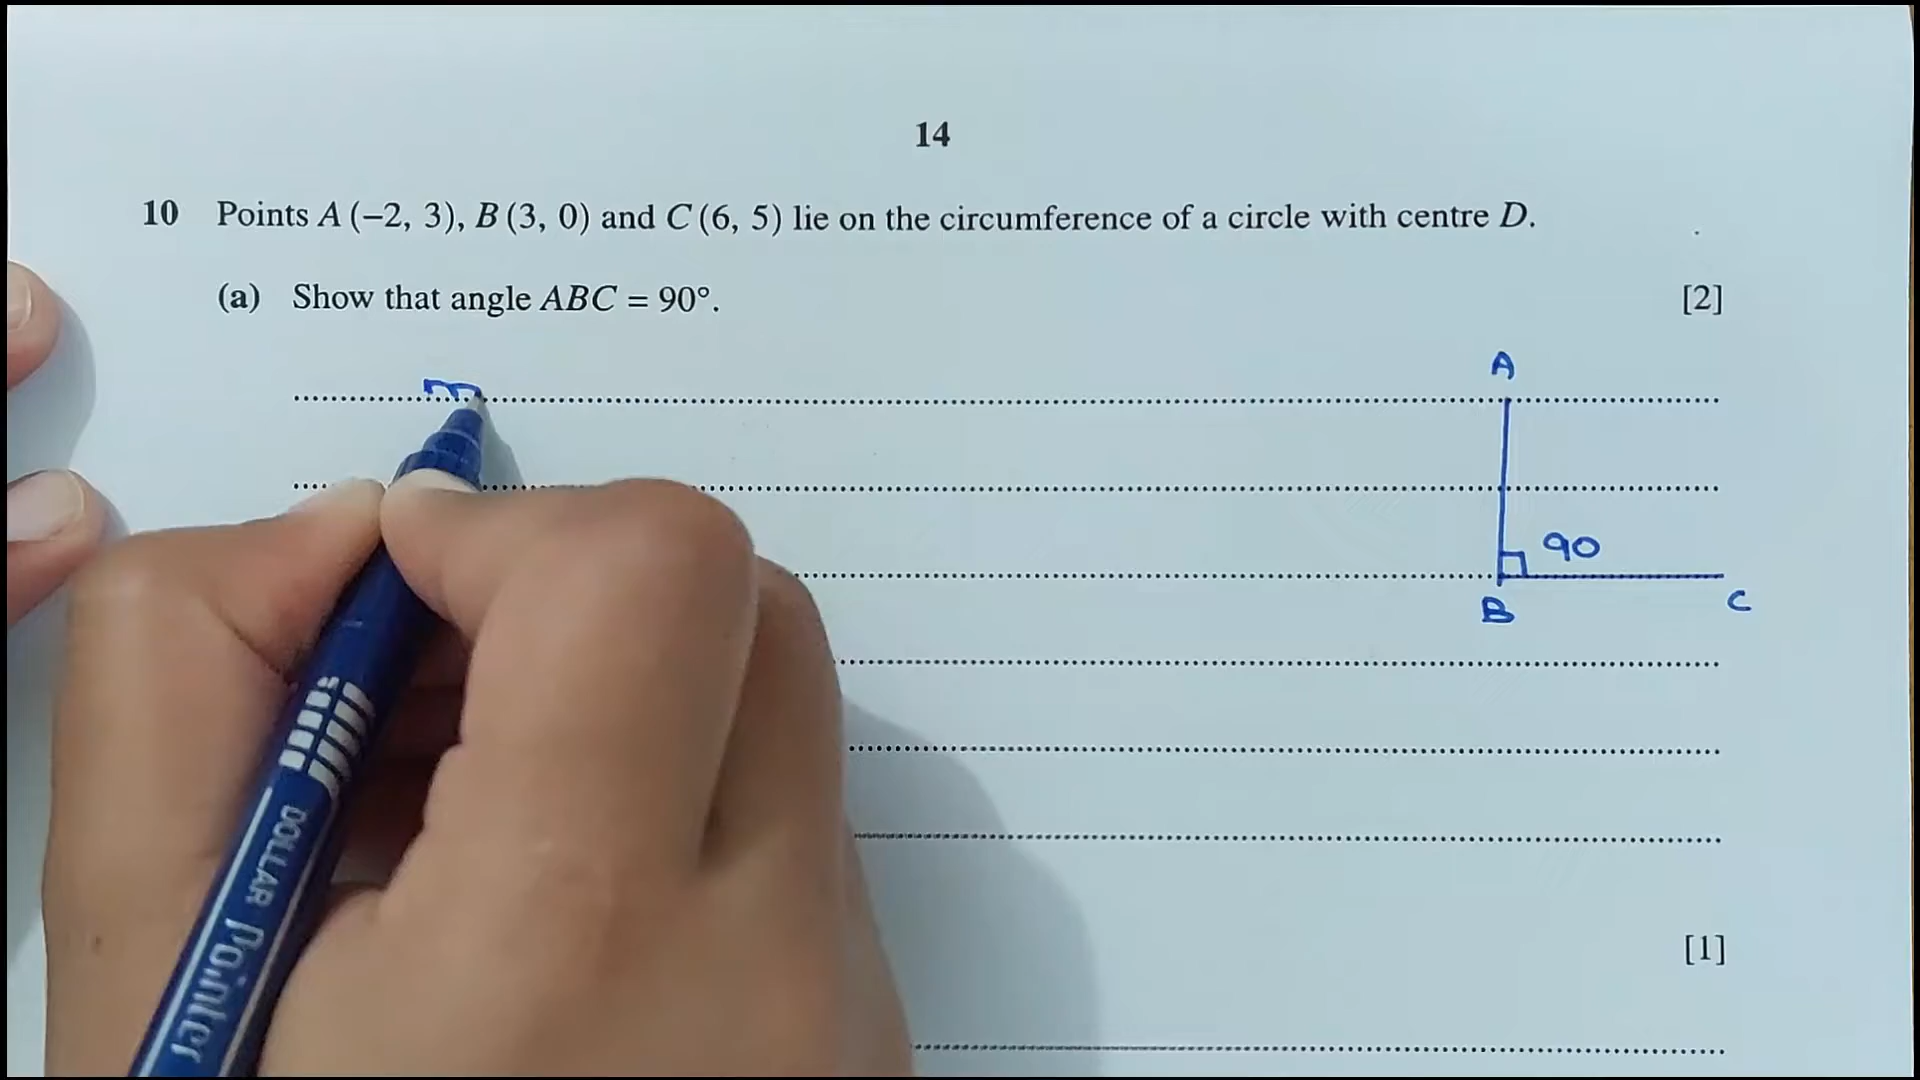 14
10 Points A (−2, 3), B (3, 0) and C (6, 5) lie on the circumference of a circle with centre D.
(a) Show that angle ABC = 90°. [2]
m
A
90
B
C
[1]
DOLLAR Pointer